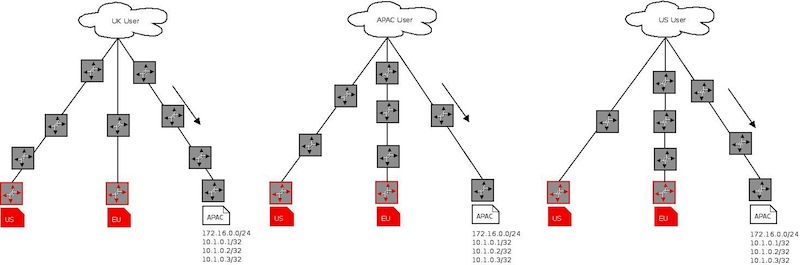 UK User
APAC User
US User
US
EU
APAC
US
EU
APAC
US
EU
APAC
172.16.0.0/24
10.1.0.1/32
10.1.0.2/32
10.1.0.3/32
172.16.0.0/24
10.1.0.1/32
10.1.0.2/32
10.1.0.3/32
172.16.0.0/24
10.1.0.1/32
10.1.0.2/32
10.1.0.3/32